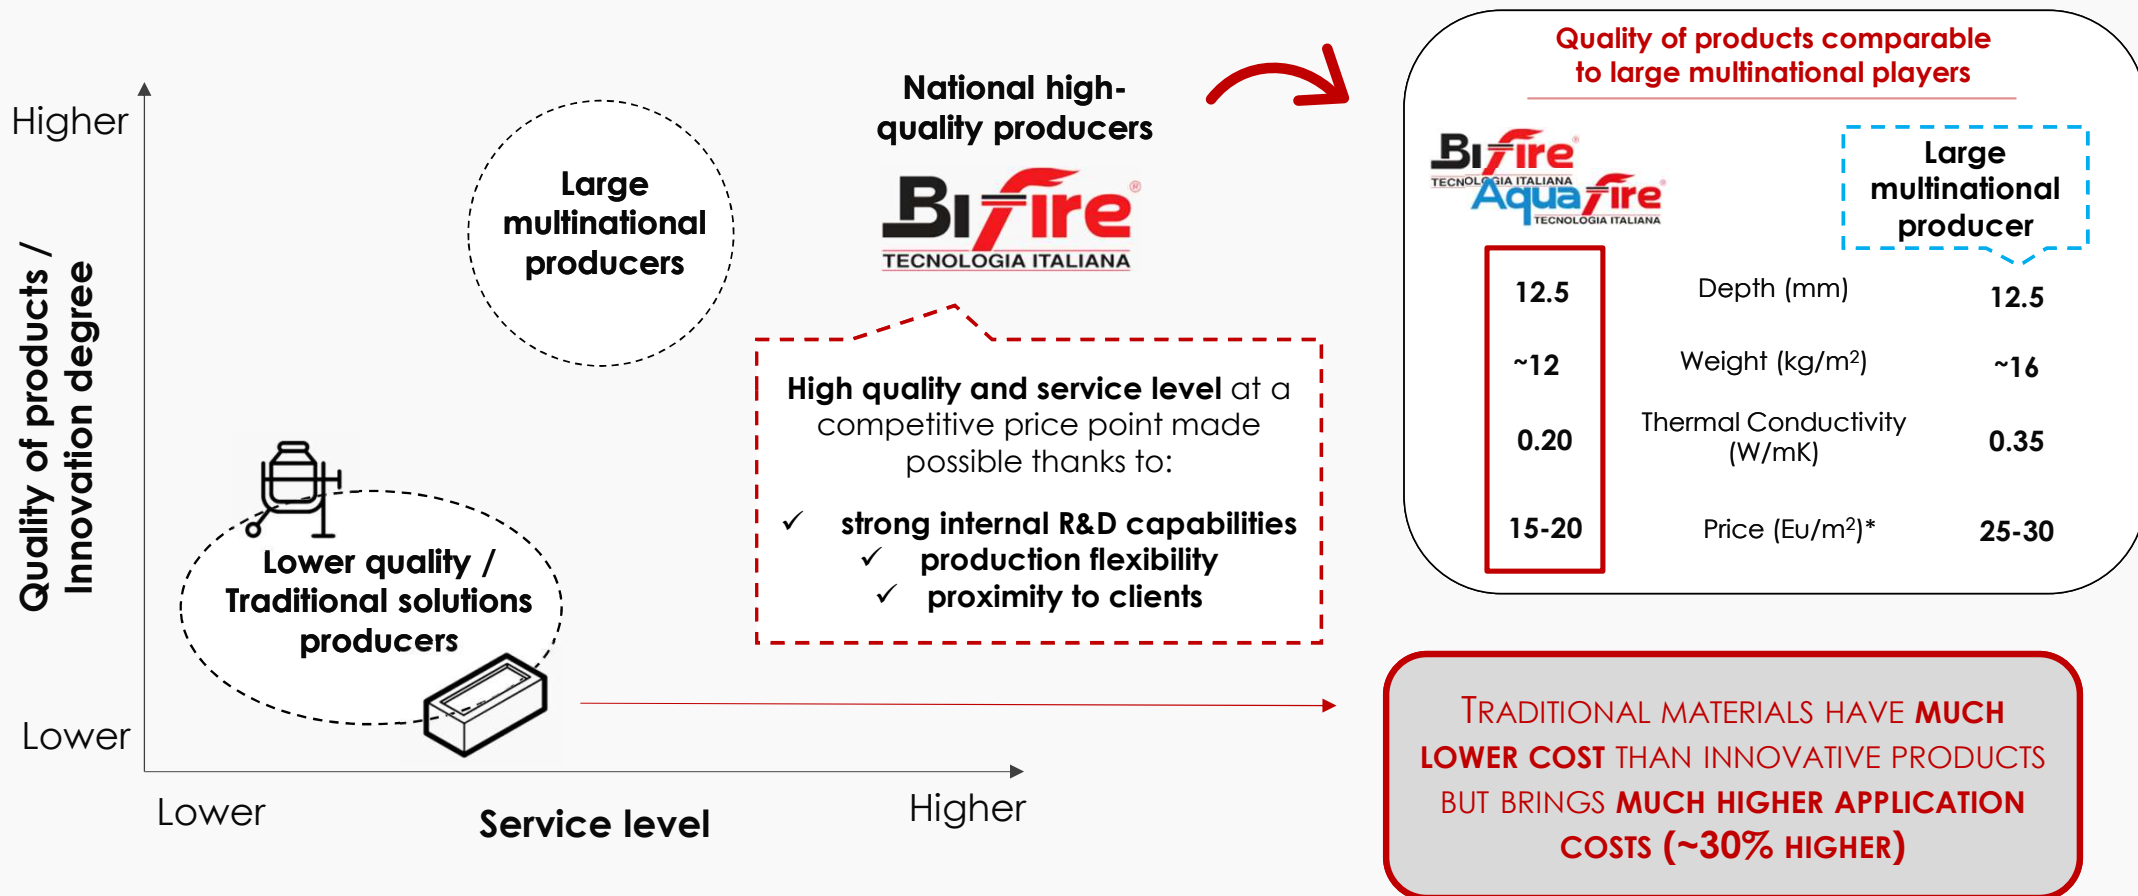 Quality of products /
Innovation degree
Higher
Lower
Lower
Service level
Higher
Large
multinational
producers
Lower quality /
Traditional solutions
producers
National high-
quality producers
BIFire®
TECNOLOGIA ITALIANA
High quality and service level at a
competitive price point made
possible thanks to:
✓ strong internal R&D capabilities
✓ production flexibility
✓ proximity to clients
Quality of products comparable
to large multinational players
BIFire®
TECNOLOGIA ITALIANA
Aquafire®
TECNOLOGIA ITALIANA
Large
multinational
producer
12.5 Depth (mm) 12.5
~12 Weight (kg/m²) ~16
0.20 Thermal Conductivity
(W/mK) 0.35
15-20 Price (Eu/m²)* 25-30
TRADITIONAL MATERIALS HAVE MUCH
LOWER COST THAN INNOVATIVE PRODUCTS
BUT BRINGS MUCH HIGHER APPLICATION
COSTS (~30% HIGHER)